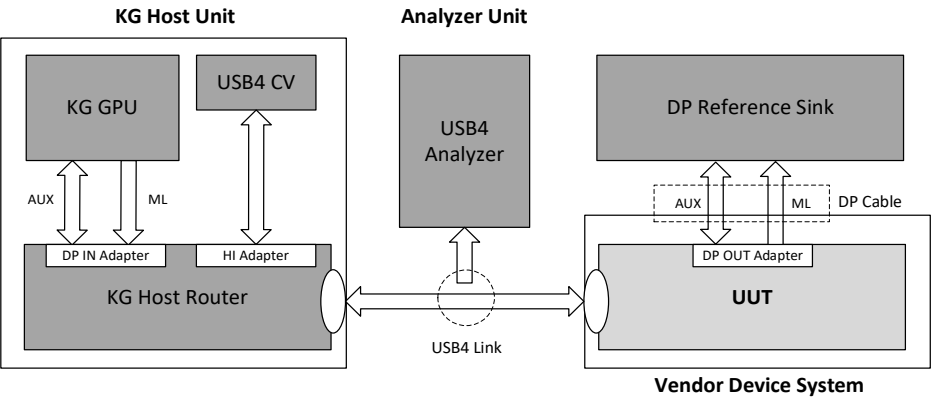 KG Host Unit
Analyzer Unit
KG GPU
USB4 CV
USB4
Analyzer
DP Reference Sink
AUX
ML
AUX
ML
DP Cable
DP IN Adapter
HI Adapter
DP OUT Adapter
KG Host Router
UUT
USB4 Link
Vendor Device System